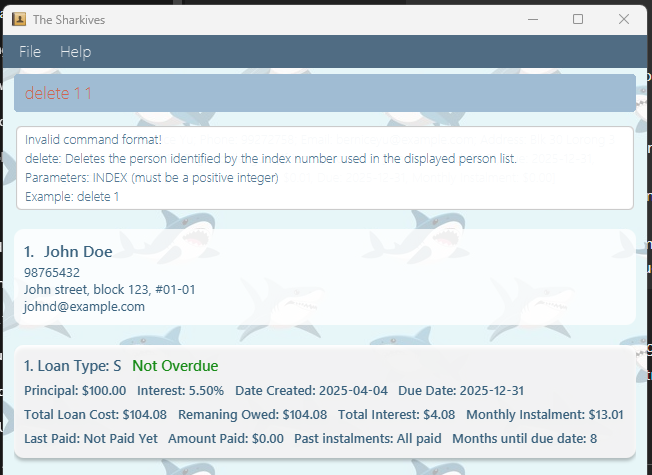 The Sharkives
File Help
delete 1 1
Invalid command format!
delete: Deletes the person identified by the index number used in the displayed person list.
Parameters: INDEX (must be a positive integer)
Example: delete 1
1. John Doe
98765432
John street, block 123, #01-01
johnd@example.com
1. Loan Type: S Not Overdue
Principal: $100.00 Interest: 5.50% Date Created: 2025-04-04 Due Date: 2025-12-31
Total Loan Cost: $104.08 Remaning Owed: $104.08 Total Interest: $4.08 Monthly Instalment: $13.01
Last Paid: Not Paid Yet Amount Paid: $0.00 Past instalments: All paid Months until due date: 8